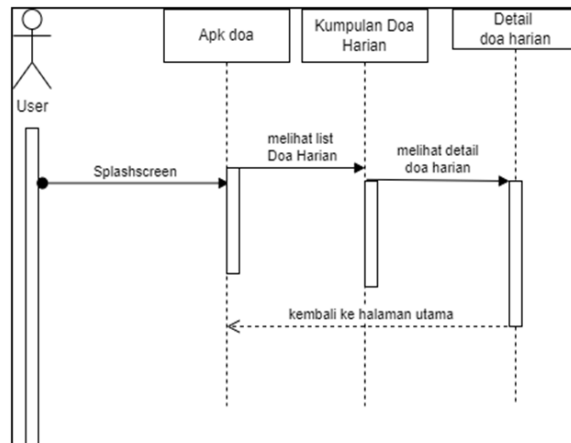 Apk doa
Kumpulan Doa
Harian
Detail
doa harian
User
melihat list
Doa Harian
melihat detail
doa harian
Splashscreen
kembali ke halaman utama